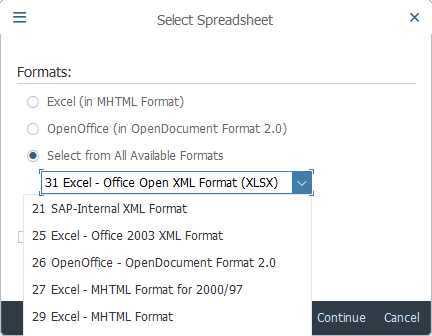 Select Spreadsheet
Formats:
Excel (in MHTML Format)
OpenOffice (in OpenDocument Format 2.0)
Select from All Available Formats
31 Excel - Office Open XML Format (XLSX)
21 SAP-Internal XML Format
25 Excel - Office 2003 XML Format
26 OpenOffice - OpenDocument Format 2.0
27 Excel - MHTML Format for 2000/97
29 Excel - MHTML Format
Continue Cancel